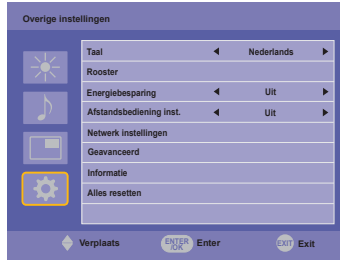 Overige instellingen
Taal Nederlands
Rooster
Energiebesparing Uit
Afstandsbediening inst. Uit
Netwerk instellingen
Geavanceerd
Informatie
Alles resetten
Verplaats ENTER /OK Enter EXIT Exit